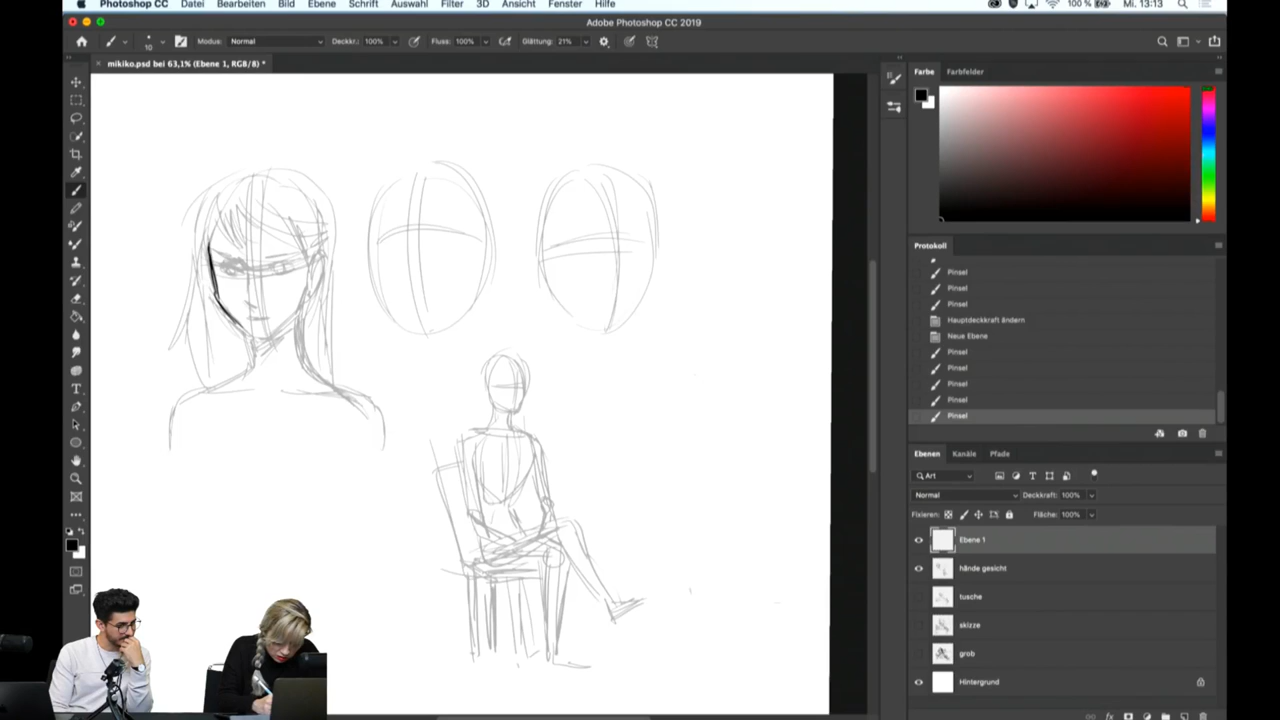 Photoshop CC Datei Bearbeiten Bild Ebene Schrift Auswahl Filter 3D Ansicht Fenster Hilfe 100 % Mi. 13:13
Adobe Photoshop CC 2019
10 Modus: Normal Deckkr.: 100% Fluss: 100% Glättung: 21%
mikiko.psd bei 63,1% (Ebene 1, RGB/8) *
Farbe Farbfelder
Protokoll
Pinsel
Pinsel
Pinsel
Hauptdeckkraft ändern
Neue Ebene
Pinsel
Pinsel
Pinsel
Pinsel
Pinsel
Ebenen Kanäle Pfade
Art
Normal Deckkraft: 100%
Fixieren: Fläche: 100%
Ebene 1
hände gesicht
tusche
skizze
grob
Hintergrund
fx